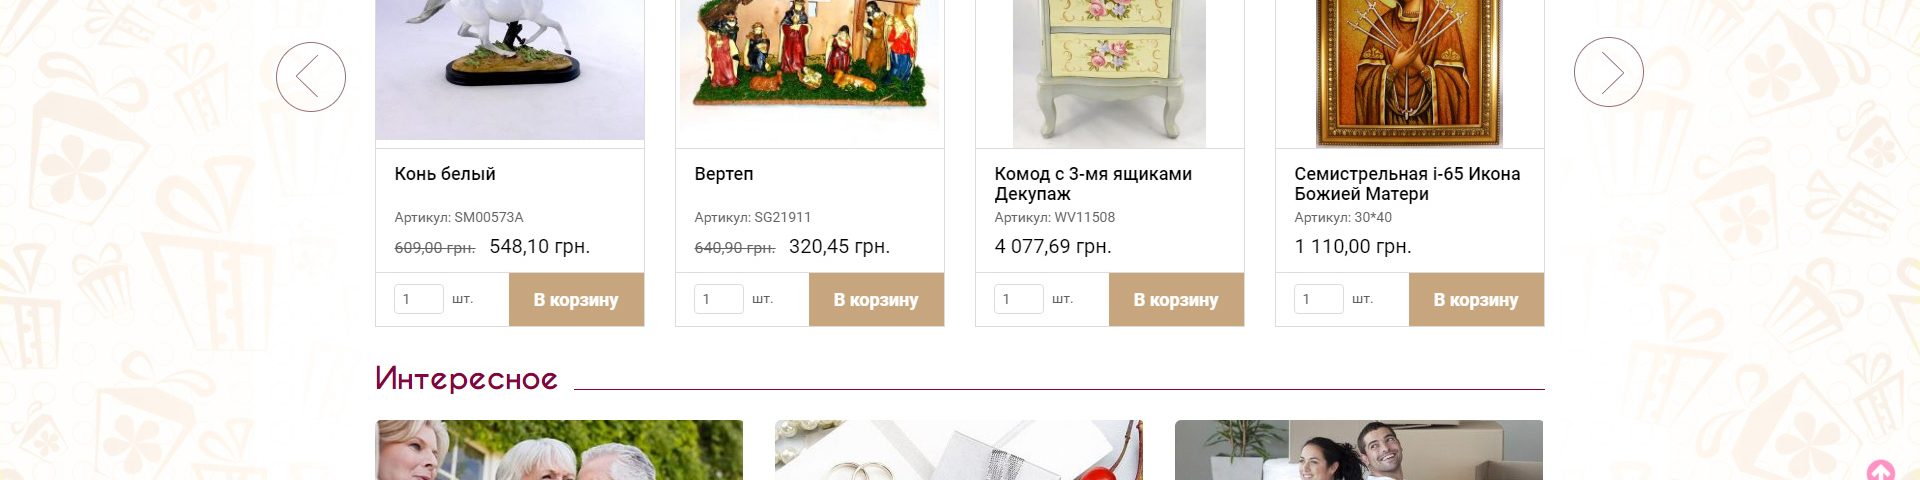 Конь белый
Артикул: SM00573A
609,00 грн. 548,10 грн.
1 шт. В корзину
Вертеп
Артикул: SG21911
640,90 грн. 320,45 грн.
1 шт. В корзину
Комод с 3-мя ящиками
Декупаж
Артикул: WV11508
4 077,69 грн.
1 шт. В корзину
Семистрельная i-65 Икона
Божией Матери
Артикул: 30*40
1 110,00 грн.
1 шт. В корзину
Интересное